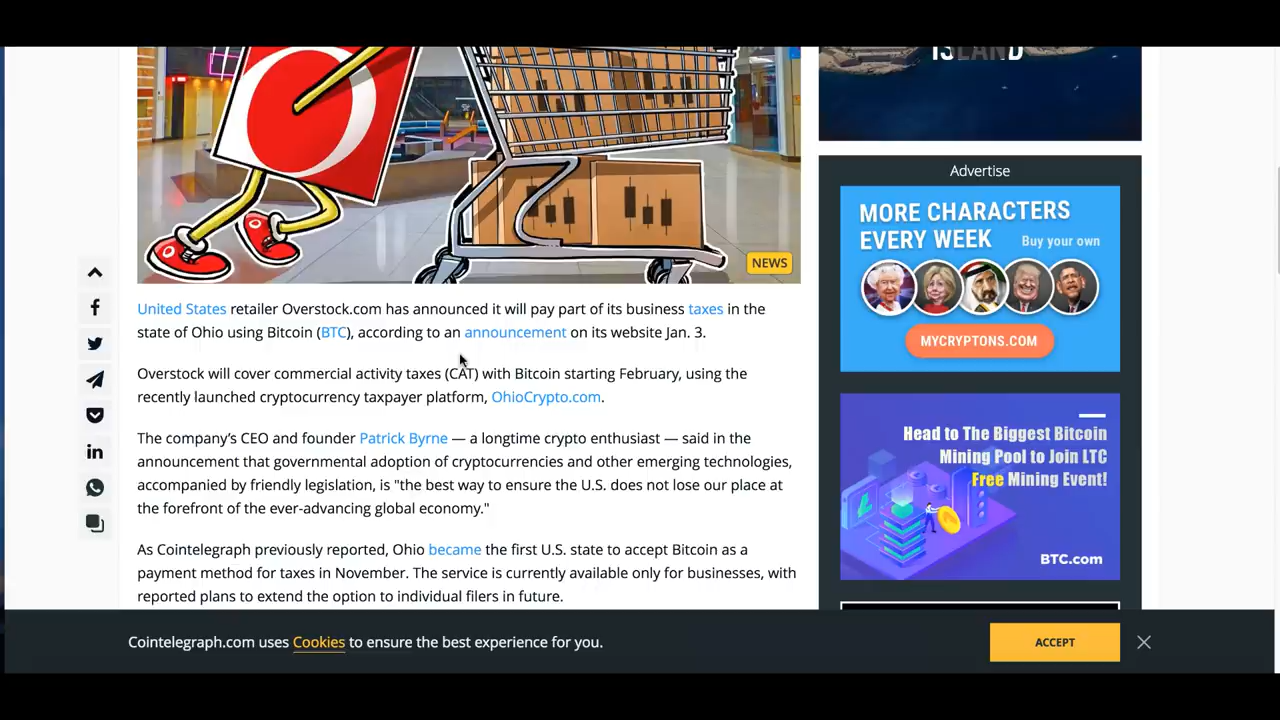 ISLAND
NEWS
United States retailer Overstock.com has announced it will pay part of its business taxes in the
state of Ohio using Bitcoin (BTC), according to an announcement on its website Jan. 3.
Overstock will cover commercial activity taxes (CAT) with Bitcoin starting February, using the
recently launched cryptocurrency taxpayer platform, OhioCrypto.com.
The company’s CEO and founder Patrick Byrne — a longtime crypto enthusiast — said in the
announcement that governmental adoption of cryptocurrencies and other emerging technologies,
accompanied by friendly legislation, is "the best way to ensure the U.S. does not lose our place at
the forefront of the ever-advancing global economy."
As Cointelegraph previously reported, Ohio became the first U.S. state to accept Bitcoin as a
payment method for taxes in November. The service is currently available only for businesses, with
reported plans to extend the option to individual filers in future.
Advertise
MORE CHARACTERS
EVERY WEEK Buy your own
MYCRYPTONS.COM
Head to The Biggest Bitcoin
Mining Pool to Join LTC
Free Mining Event!
BTC.com
Cointelegraph.com uses Cookies to ensure the best experience for you.
ACCEPT